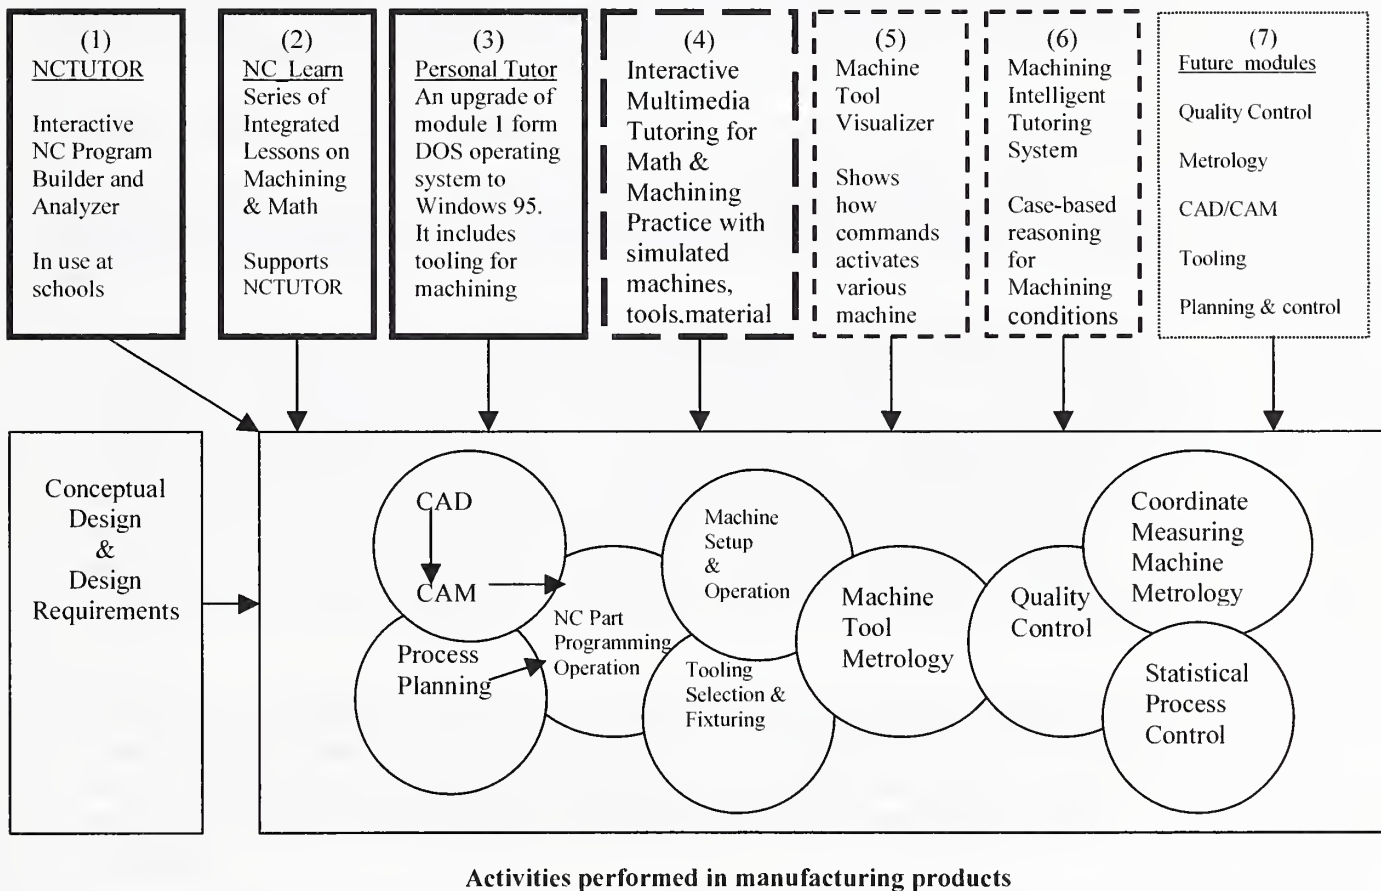 (1)
NCTUTOR
Interactive
NC Program
Builder and
Analyzer
In use at
schools
(2)
NC_Learn
Series of
Integrated
Lessons on
Machining
& Math
Supports
NCTUTOR
(3)
Personal Tutor
An upgrade of
module 1 form
DOS operating
system to
Windows 95.
It includes
tooling for
machining
(4)
Interactive
Multimedia
Tutoring for
Math &
Machining
Practice with
simulated
machines,
tools,material
(5)
Machine
Tool
Visualizer
Shows
how
commands
activates
various
machine
(6)
Machining
Intelligent
Tutoring
System
Case-based
reasoning
for
Machining
conditions
(7)
Future modules
Quality Control
Metrology
CAD/CAM
Tooling
Planning & control
Conceptual
Design
&
Design
Requirements
CAD
CAM
Process
Planning
NC Part
Programming
Operation
Machine
Setup
&
Operation
Tooling
Selection &
Fixturing
Machine
Tool
Metrology
Quality
Control
Coordinate
Measuring
Machine
Metrology
Statistical
Process
Control
Activities performed in manufacturing products